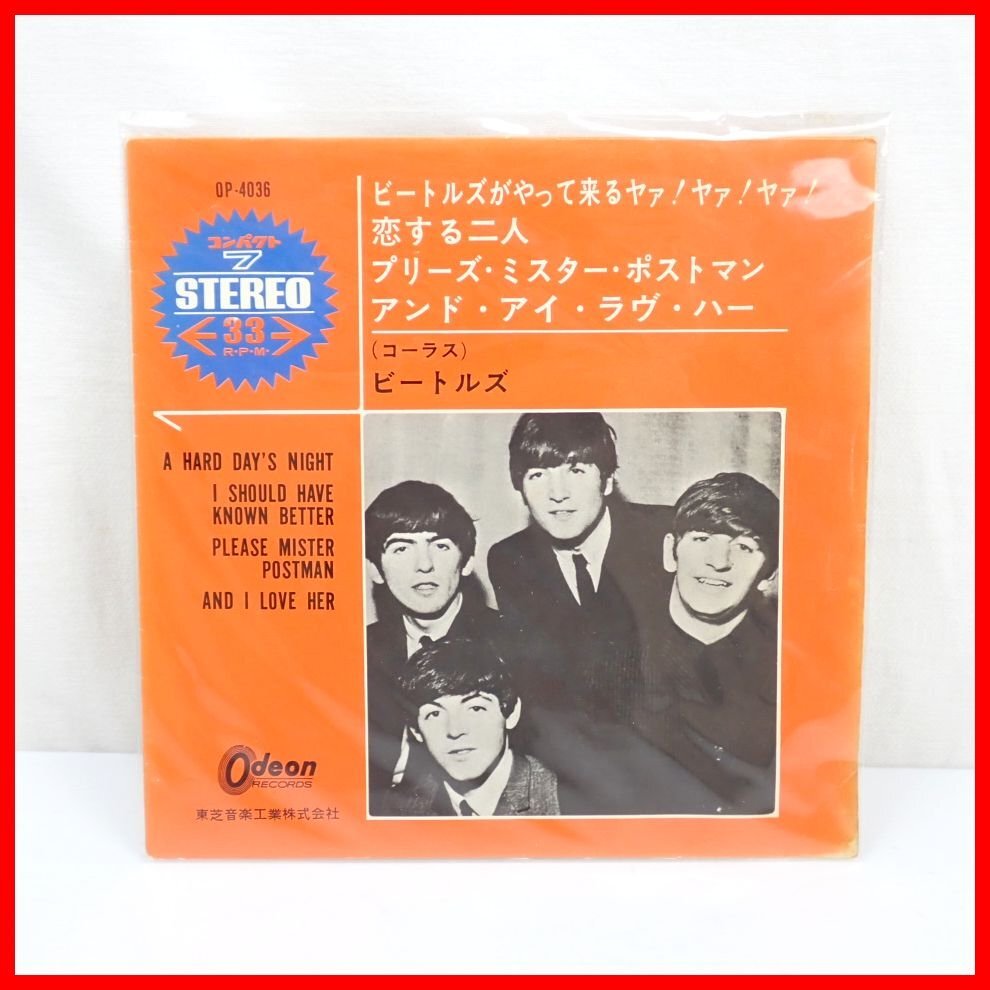 OP-4036
コンパクト
7
STEREO
33
R·P·M·
ビートルズがやって来るヤァ！ヤァ！ヤァ！
恋する二人
プリーズ・ミスター・ポストマン
アンド・アイ・ラヴ・ハー
(コーラス)
ビートルズ
A HARD DAY'S NIGHT
I SHOULD HAVE
KNOWN BETTER
PLEASE MISTER
POSTMAN
AND I LOVE HER
Odeon
RECORDS
東芝音楽工業株式会社